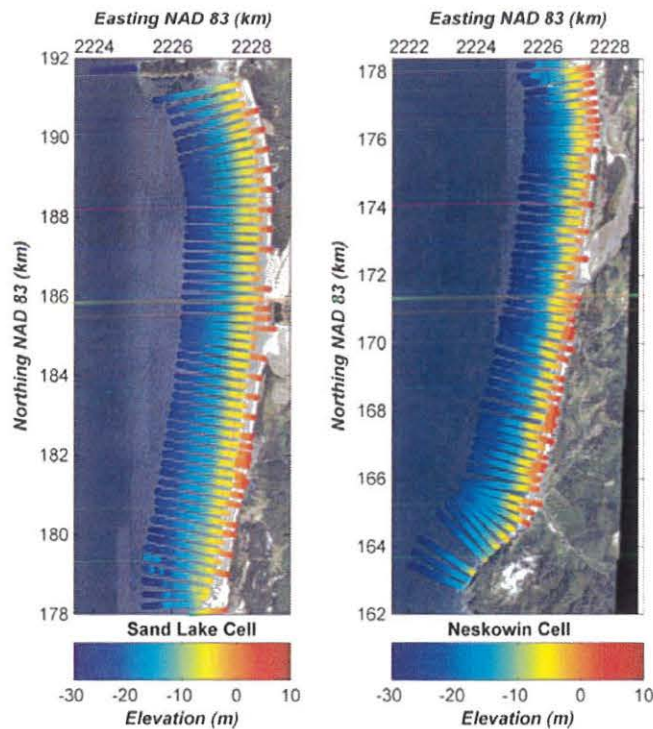 Easting NAD 83 (km)
2224 2226 2228
Northing NAD 83 (km)
192
190
188
186
184
182
180
178
Sand Lake Cell
-30 -20 -10 0 10
Elevation (m)
Easting NAD 83 (km)
2222 2224 2226 2228
Northing NAD 83 (km)
178
176
174
172
170
168
166
164
162
Neskowin Cell
-30 -20 -10 0 10
Elevation (m)